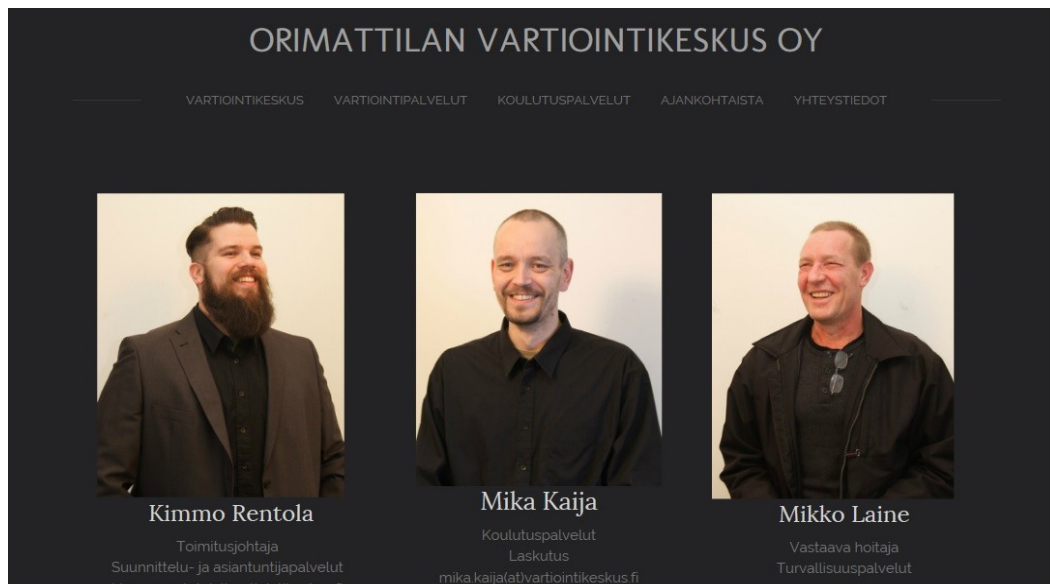 ORIMATTILAN VARTIOINTIKESKUS OY
VARTIOINTIKESKUS VARTIOINTIPALVELUT KOULUTUSPALVELUT AJANKOHTAISTA YHTEYSTIEDOT
Kimmo Rentola
Toimitusjohtaja
Suunnittelu- ja asiantuntijapalvelut
Mika Kaija
Koulutuspalvelut
Laskutus
mika.kaija(at)vartiointikeskus.fi
Mikko Laine
Vastaava hoitaja
Turvallisuuspalvelut